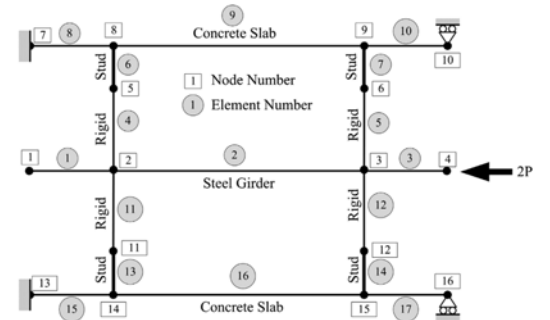 9
7 8 8 Concrete Slab 9 10
10
Stud 6 Stud 7
5 1 Node Number 6
1 Element Number
Rigid 4 Rigid 5
1 1 2 2 3 3 4
2P
Steel Girder
Rigid 11 Rigid 12
11 12
Stud 13 Stud 14
13 16 16
15 14 Concrete Slab 15 17